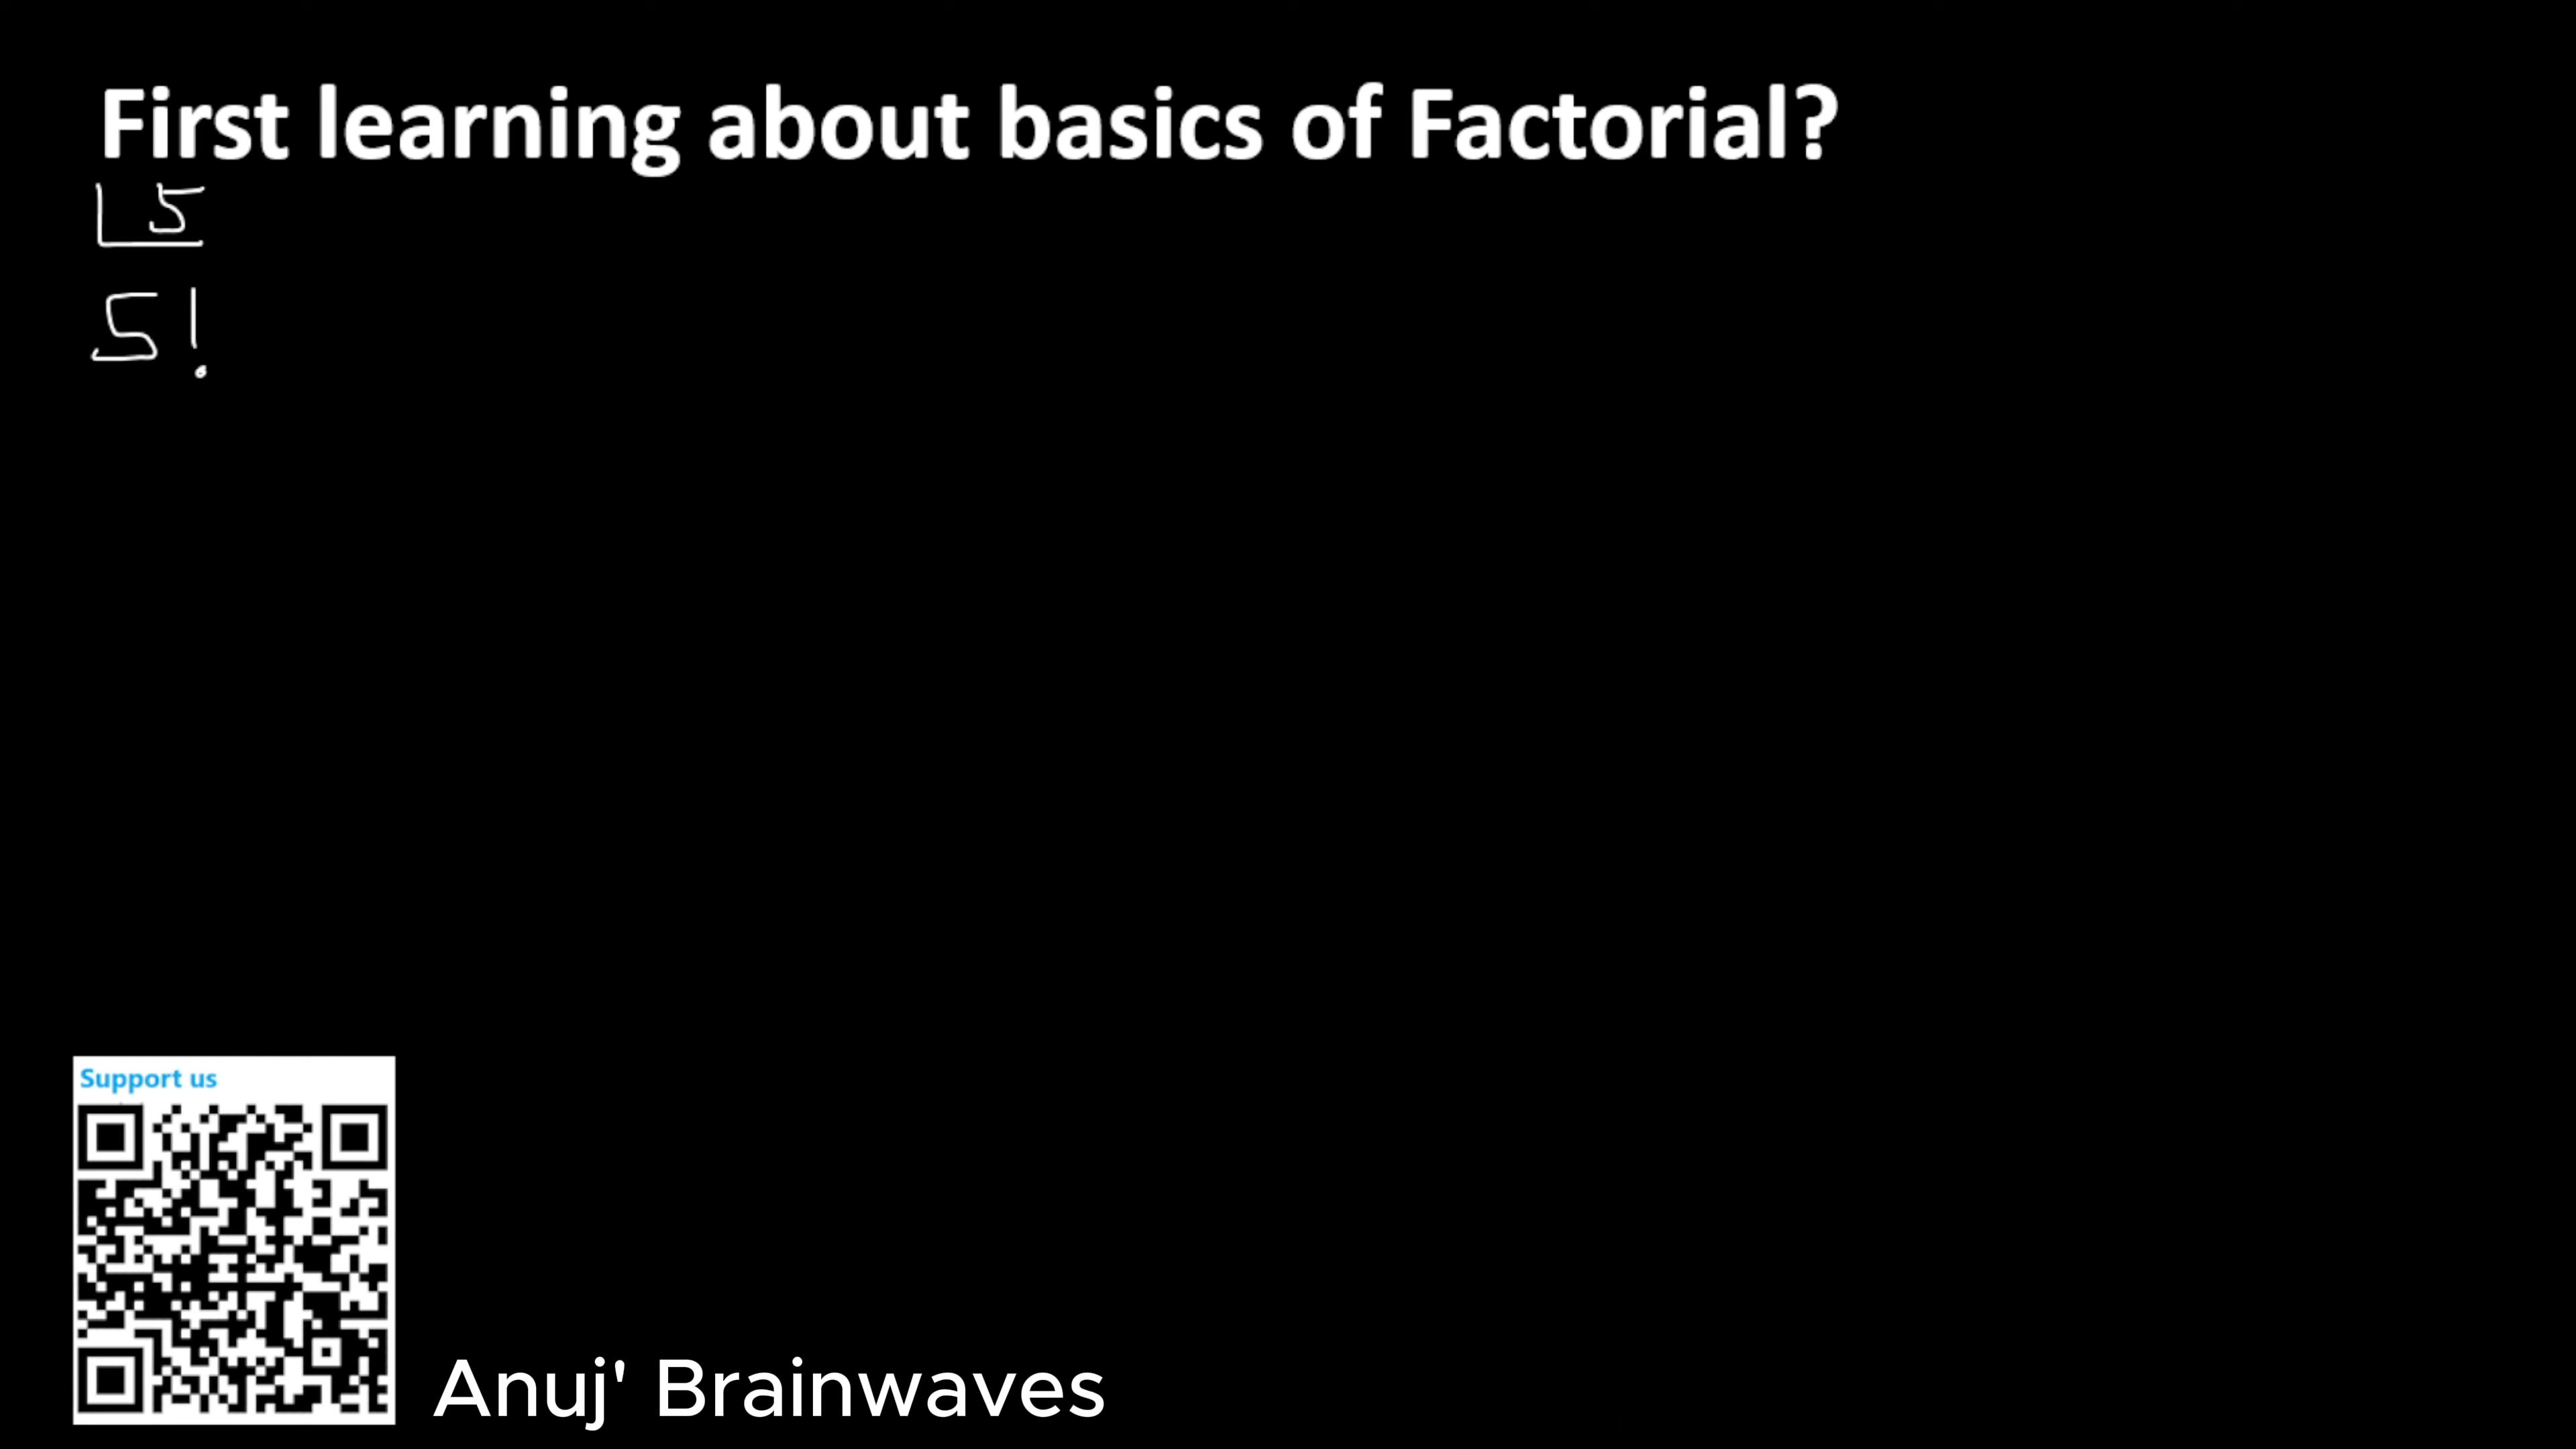 First learning about basics of Factorial?
|5
5!
Support us
Anuj' Brainwaves